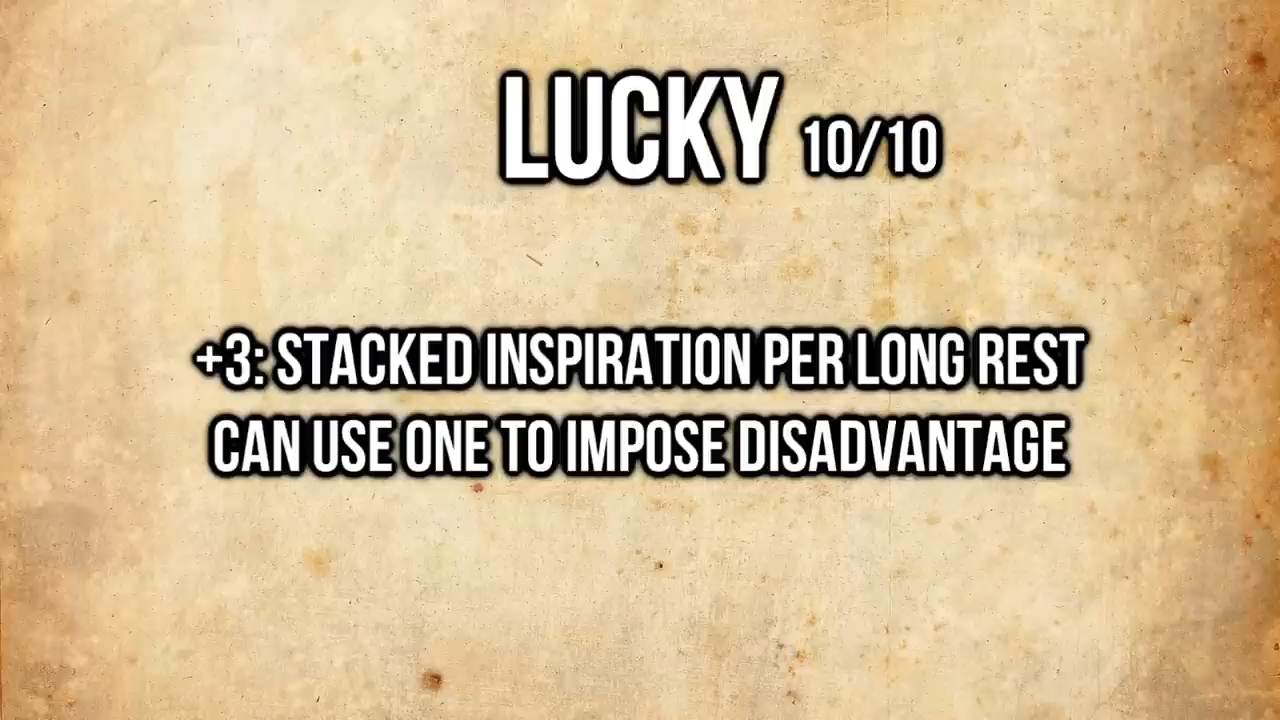 LUCKY 10/10
+3: STACKED INSPIRATION PER LONG REST
CAN USE ONE TO IMPOSE DISADVANTAGE